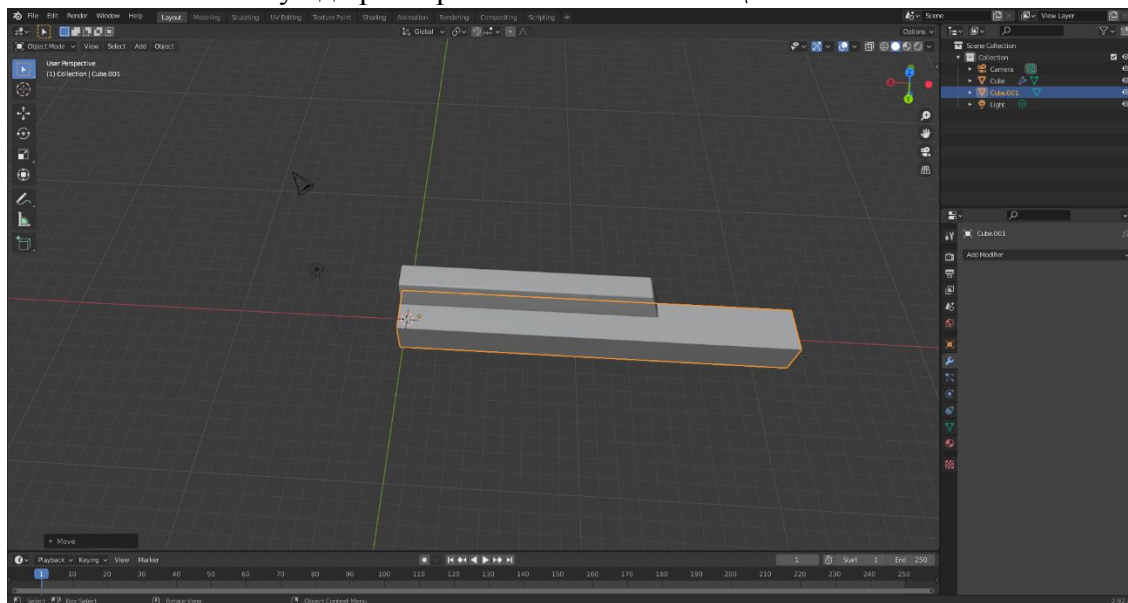 File Edit Render Window Help Layout Modeling Sculpting UV Editing Texture Paint Shading Animation Rendering Compositing Scripting + Scene View Layer
Global Options
Object Mode View Select Add Object
User Perspective
(1) Collection | Cube.001
Scene Collection
Collection
Camera
Cube
Cube.001
Light
Cube.001
Add Modifier
Move
Playback Keying View Marker 1 Start 1 End 250
1 10 20 30 40 50 60 70 80 90 100 110 120 130 140 150 160 170 180 190 200 210 220 230 240 250
Select Box Select Rotate View Object Context Menu